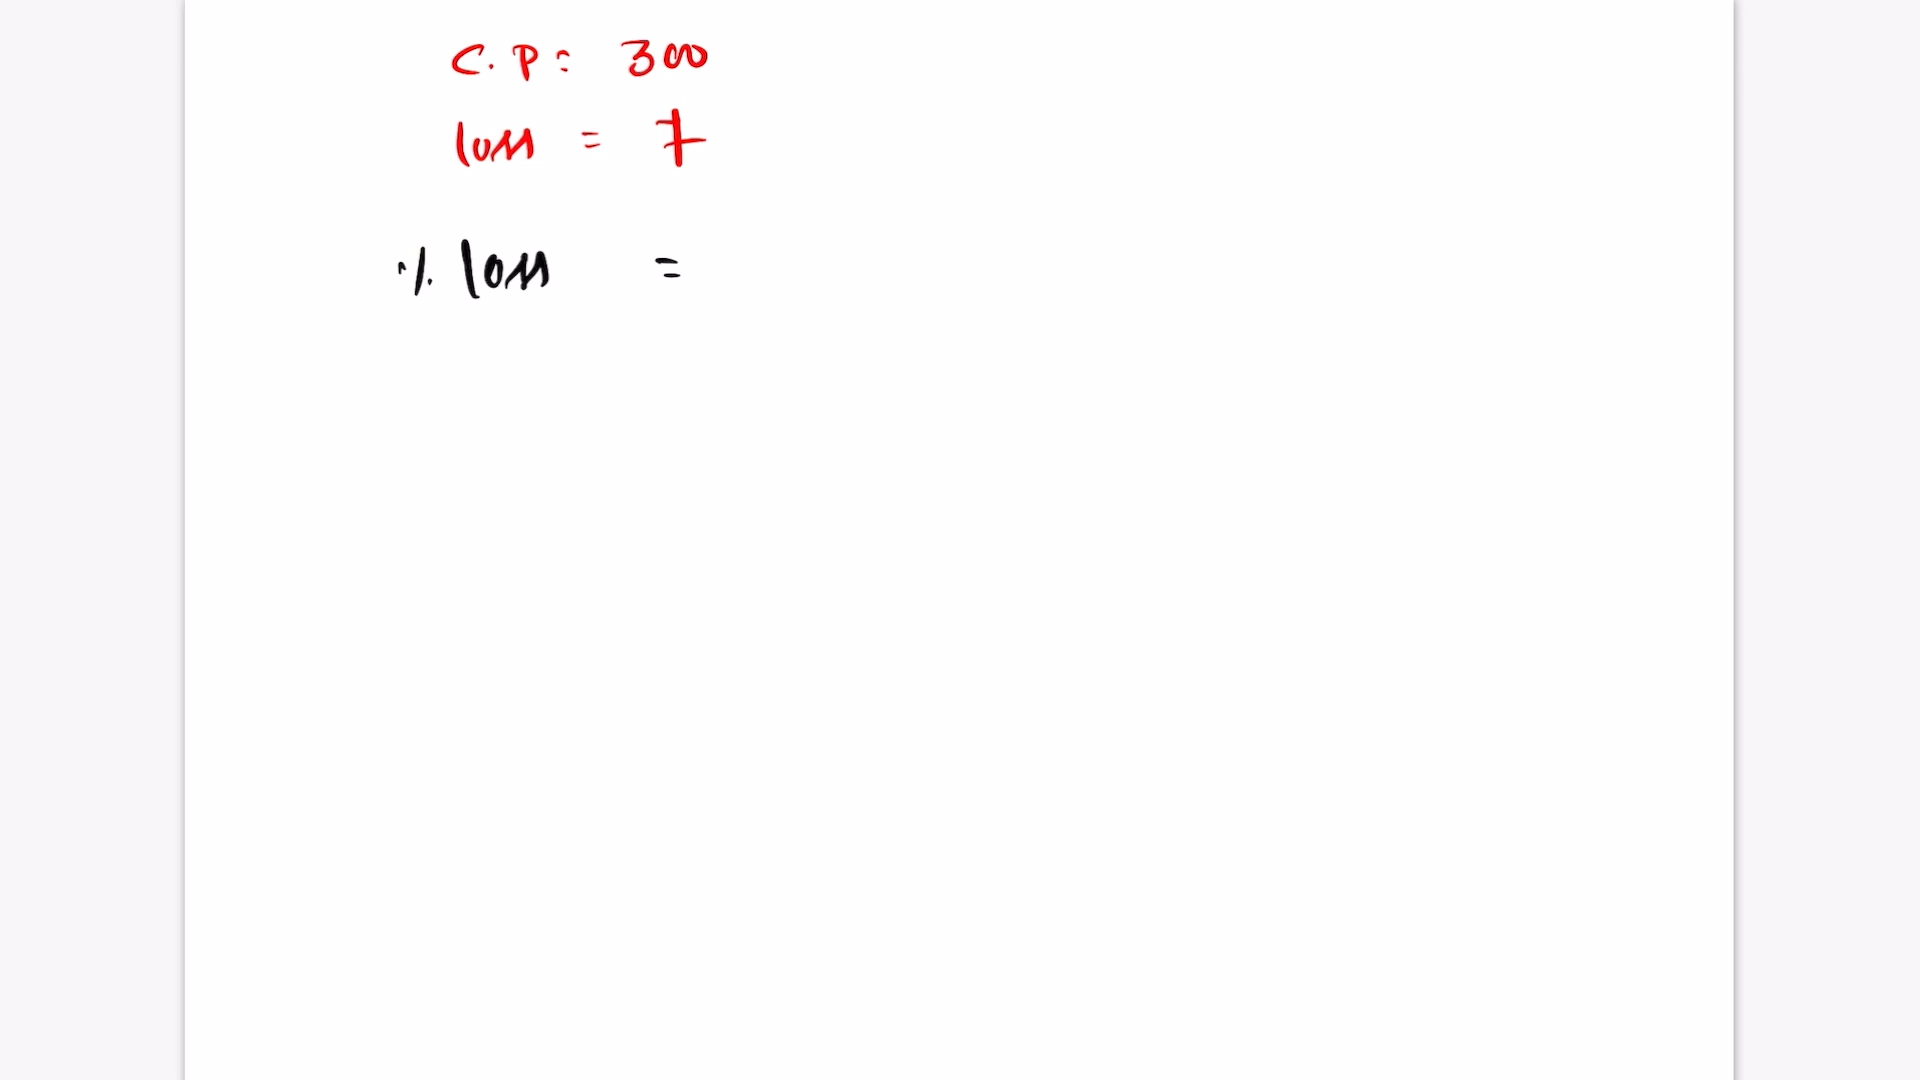 C.P = 300
loss = 7
% loss =